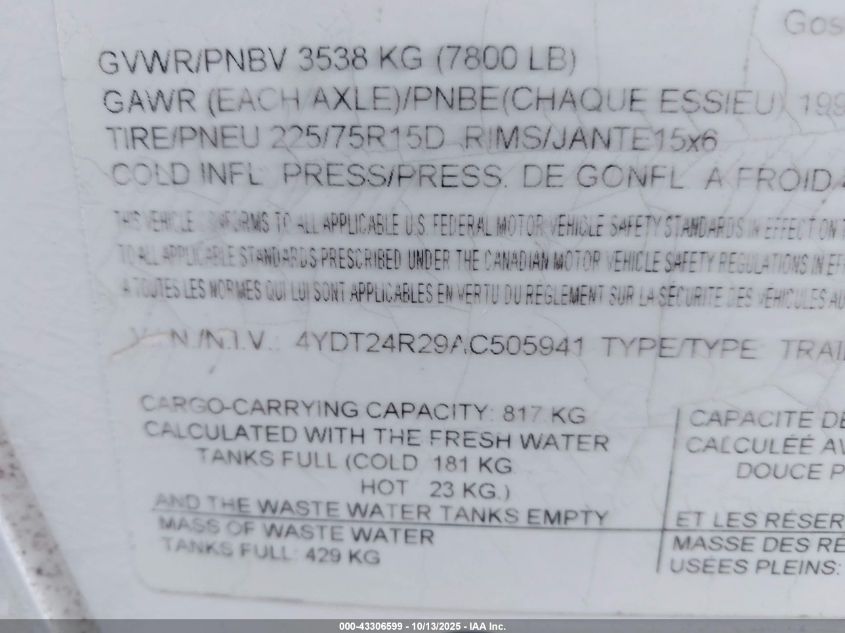 Gos
GVWR/PNBV 3538 KG (7800 LB)
GAWR (EACH AXLE)/PNBE(CHAQUE ESSIEU) 199
TIRE/PNEU 225/75R15D RIMS/JANTE15x6
COLD INFL. PRESS/PRESS. DE GONFL. A FROID
THIS VEHICLE CONFORMS TO ALL APPLICABLE U.S. FEDERAL MOTOR VEHICLE SAFETY STANDARDS IN EFFECT ON
TO ALL APPLICABLE STANDARDS PRESCRIBED UNDER THE CANADIAN MOTOR VEHICLE SAFETY REGULATIONS IN EF
A TOUTES LES NORMES QUI LUI SONT APPLICABLES EN VERTU DU REGLEMENT SUR LA SÉCURITE DES VEHICULES AU
V.I.N./N.I.V.: 4YDT24R29AC505941 TYPE/TYPE TRAI
CARGO-CARRYING CAPACITY: 817 KG
CALCULATED WITH THE FRESH WATER
TANKS FULL (COLD 181 KG
HOT 23 KG.)
AND THE WASTE WATER TANKS EMPTY
MASS OF WASTE WATER
TANKS FULL: 429 KG
CAPACITÉ DE
CALCULÉE AV
DOUCE P
ET LES RÉSER
MASSE DES RÉ
USÉES PLEINS:
000-43306599 - 10/13/2025 - IAA Inc.